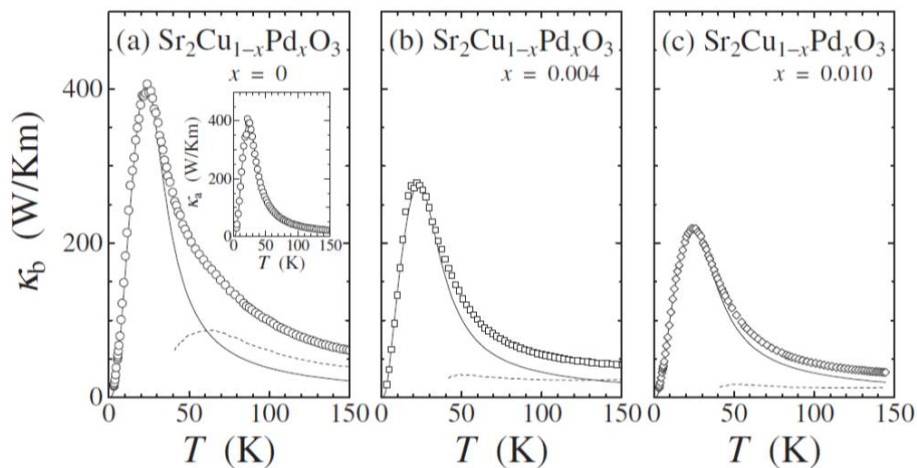 (a) Sr₂Cu₁₋ₓPdₓO₃
x = 0
(b) Sr₂Cu₁₋ₓPdₓO₃
x = 0.004
(c) Sr₂Cu₁₋ₓPdₓO₃
x = 0.010
κb (W/Km)
400
200
0
κa (W/Km)
400
200
0
0 50 100 150
T (K)
0 50 100 150
0 50 100 150
0 50 100 150
T (K)
T (K)
T (K)